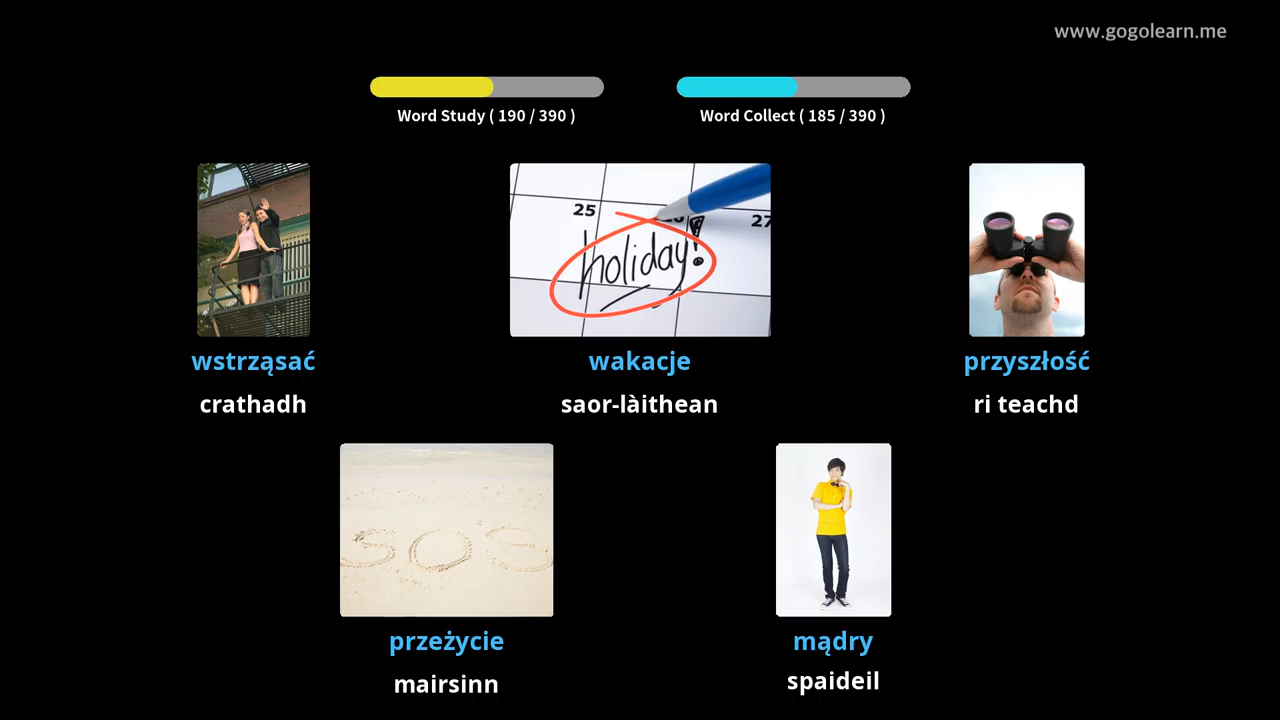 www.gogolearn.me
Word Study ( 190 / 390 )
Word Collect ( 185 / 390 )
25
27
holiday!
wstrząsać
wakacje
przyszłość
crathadh
saor-làithean
ri teachd
SOS
przeżycie
mądry
mairsinn
spaideil